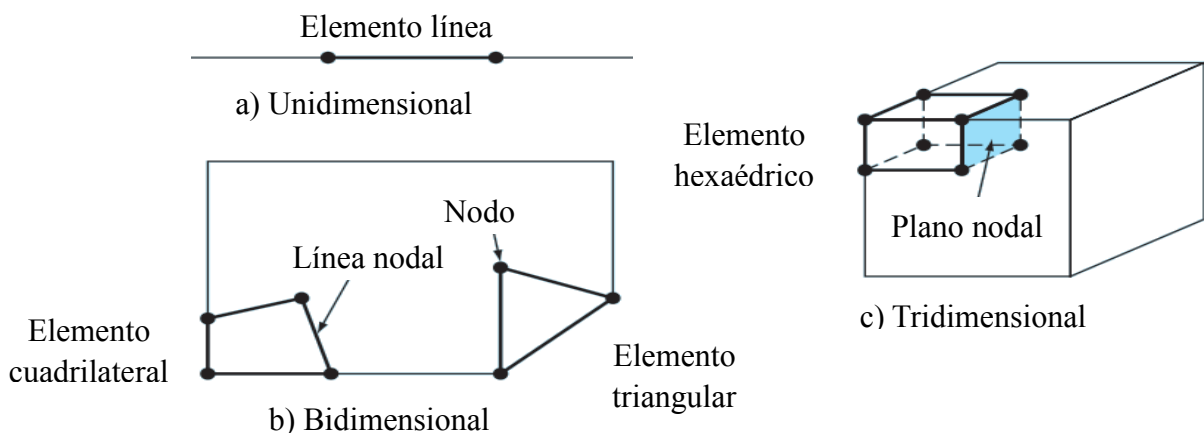 Elemento línea
a) Unidimensional
Nodo
Línea nodal
Elemento
cuadrilateral
Elemento
triangular
b) Bidimensional
Elemento
hexaédrico
Plano nodal
c) Tridimensional